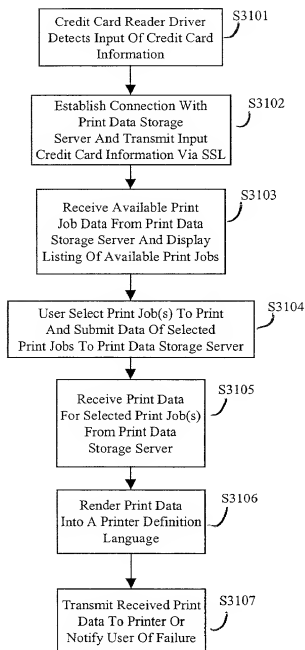 S3101
Credit Card Reader Driver
Detects Input Of Credit Card
Information
S3102
Establish Connection With
Print Data Storage
Server And Transmit Input
Credit Card Information Via SSL
S3103
Receive Available Print
Job Data From Print Data
Storage Server And Display
Listing Of Available Print Jobs
S3104
User Select Print Job(s) To Print
And Submit Data Of Selected
Print Jobs To Print Data Storage Server
S3105
Receive Print Data
For Selected Print Job(s)
From Print Data
Storage Server
S3106
Render Print Data
Into A Printer Definition
Language
S3107
Transmit Received Print
Data To Printer Or
Notify User Of Failure